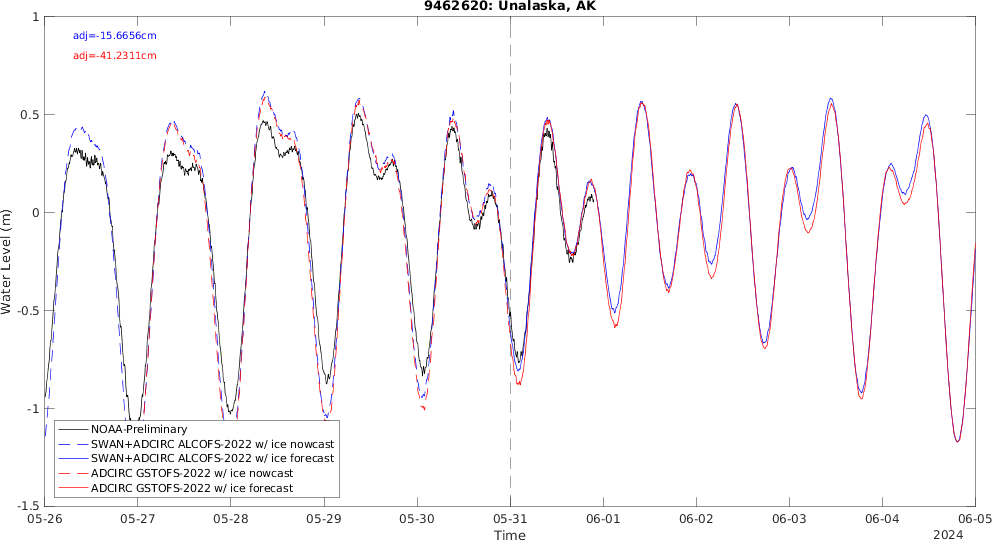 9462620: Unalaska, AK
adj=-15.6656cm
adj=-41.2311cm
Water Level (m)
1
0.5
0
-0.5
-1
-1.5
NOAA-Preliminary
SWAN+ADCIRC ALCOFS-2022 w/ ice nowcast
SWAN+ADCIRC ALCOFS-2022 w/ ice forecast
ADCIRC GSTOFS-2022 w/ ice nowcast
ADCIRC GSTOFS-2022 w/ ice forecast
05-26 05-27 05-28 05-29 05-30 05-31 06-01 06-02 06-03 06-04 06-05
Time
2024